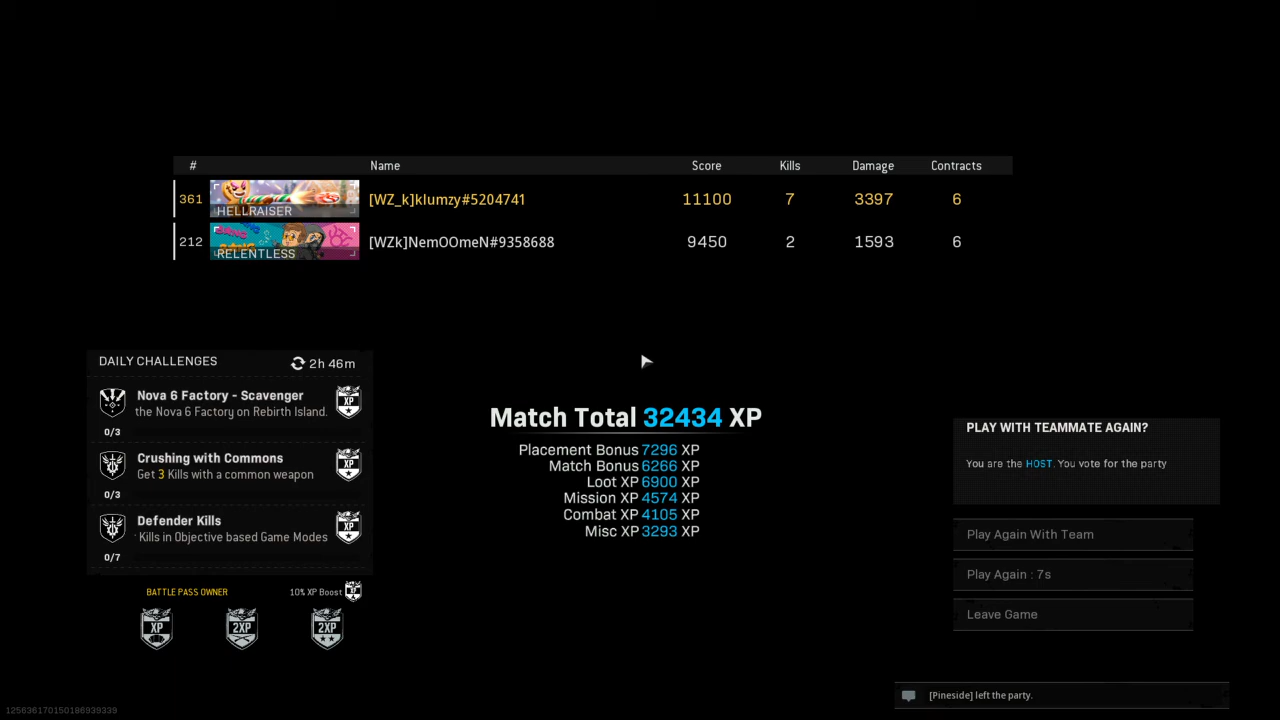 # Name Score Kills Damage Contracts
361 HELLRAISER [WZ_k]klumzy#5204741 11100 7 3397 6
212 RELENTLESS [WZk]NemOOmeN#9358688 9450 2 1593 6
DAILY CHALLENGES 2h 46m
Nova 6 Factory - Scavenger
the Nova 6 Factory on Rebirth Island.
XP
0/3
Crushing with Commons
Get 3 Kills with a common weapon
XP
0/3
Defender Kills
Kills in Objective based Game Modes
XP
0/7
BATTLE PASS OWNER 10% XP Boost
XP 2XP 2XP
Match Total 32434 XP
Placement Bonus 7296 XP
Match Bonus 6266 XP
Loot XP 6900 XP
Mission XP 4574 XP
Combat XP 4105 XP
Misc XP 3293 XP
PLAY WITH TEAMMATE AGAIN?
You are the HOST. You vote for the party
Play Again With Team
Play Again : 7s
Leave Game
[Pineside] left the party.
125636170150186939339